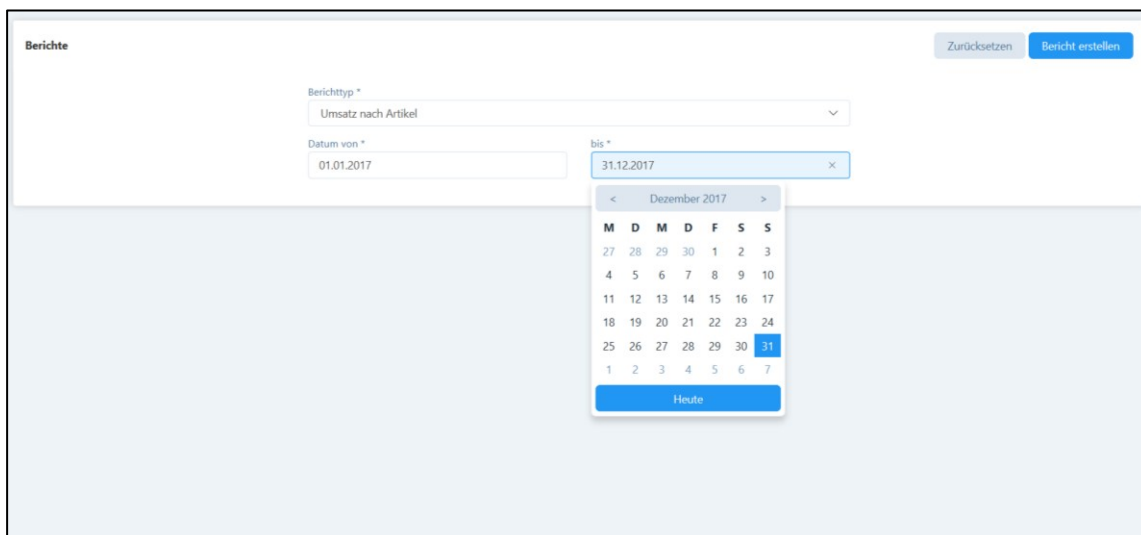 Berichte
Zurücksetzen
Bericht erstellen
Berichttyp *
Umsatz nach Artikel
Datum von *
bis *
01.01.2017
31.12.2017
< Dezember 2017 >
M D M D F S S
27 28 29 30 1 2 3
4 5 6 7 8 9 10
11 12 13 14 15 16 17
18 19 20 21 22 23 24
25 26 27 28 29 30 31
1 2 3 4 5 6 7
Heute